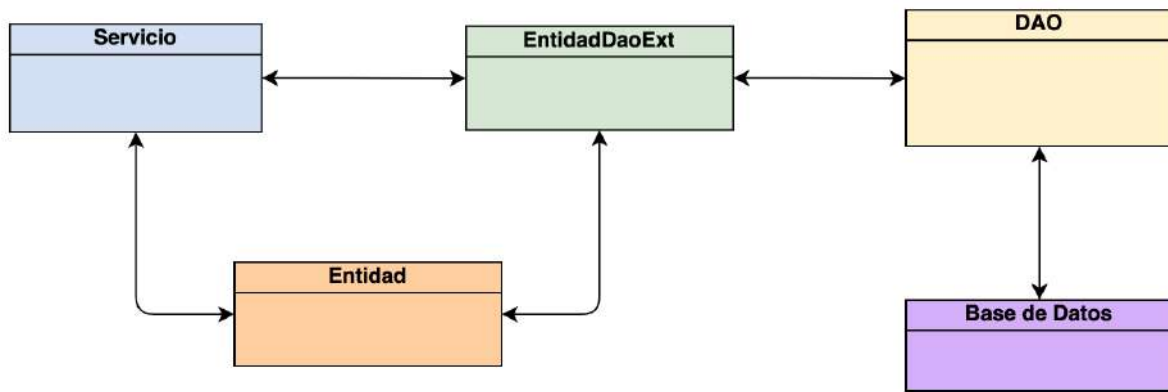 Servicio
EntidadDaoExt
DAO
Entidad
Base de Datos